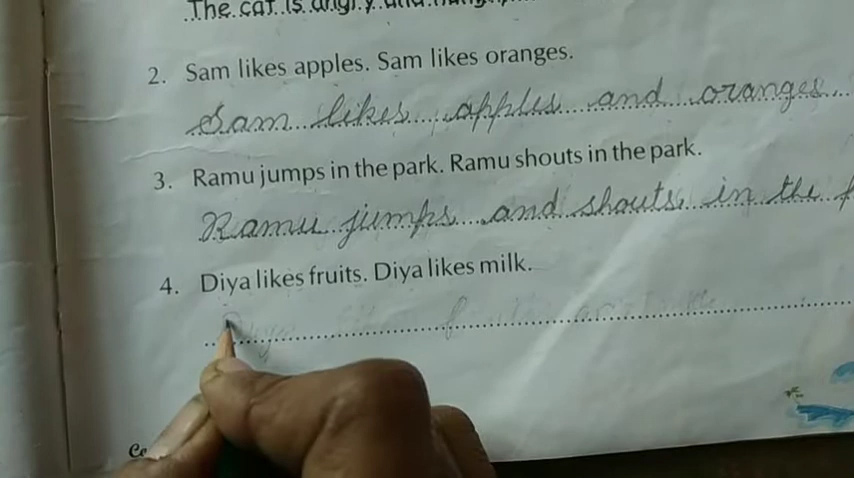 The cat is angry and
2. Sam likes apples. Sam likes oranges.
Sam likes apples and oranges
3. Ramu jumps in the park. Ramu shouts in the park.
Ramu jumps and shouts in the
4. Diya likes fruits. Diya likes milk.